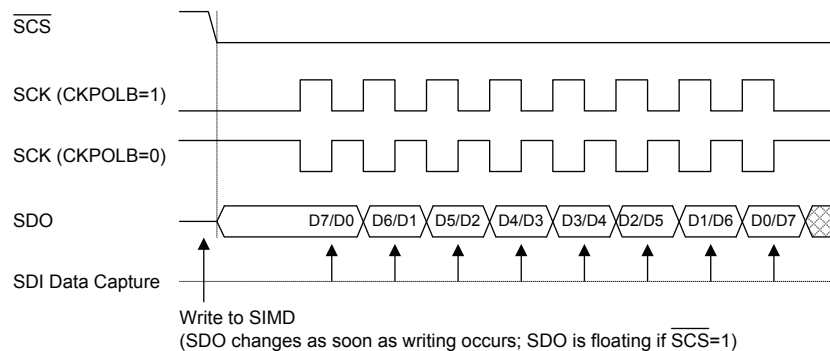 SCS
SCK (CKPOLB=1)
SCK (CKPOLB=0)
SDO
D7/D0 D6/D1 D5/D2 D4/D3 D3/D4 D2/D5 D1/D6 D0/D7
SDI Data Capture
Write to SIMD
(SDO changes as soon as writing occurs; SDO is floating if SCS=1)